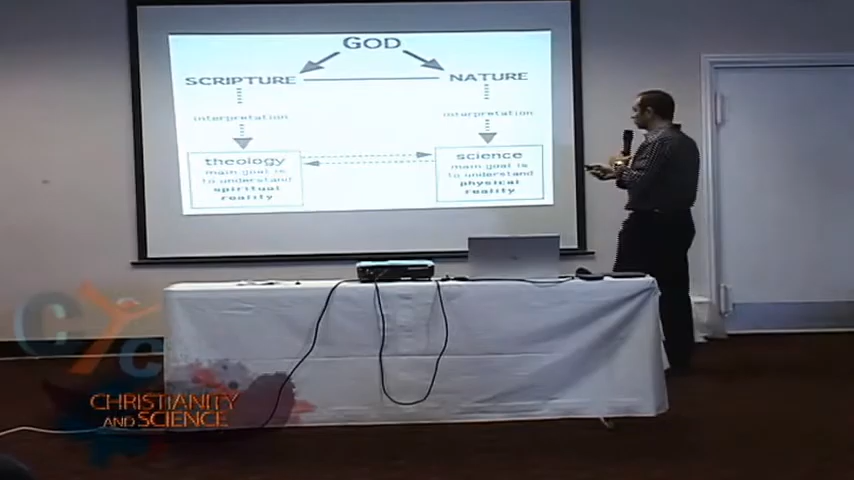 GOD
SCRIPTURE
NATURE
interpretation
interpretation
theology
main goal is
to understand
spiritual
reality
science
main goal is
to understand
physical
reality
CYC
CHRISTIANITY
AND SCIENCE